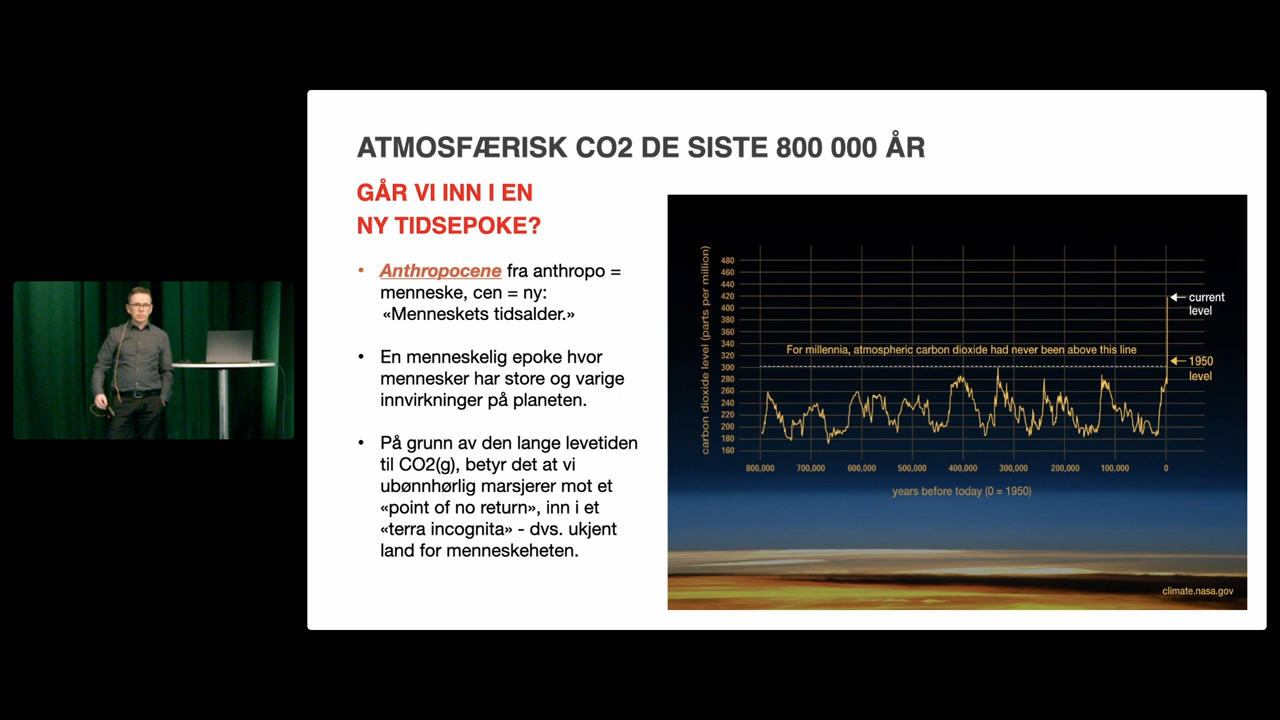 ATMOSFÆRISK CO2 DE SISTE 800 000 ÅR
GÅR VI INN I EN
NY TIDSEPOKE?
• Anthropocene fra anthropo =
menneske, cen = ny:
«Menneskets tidsalder.»
• En menneskelig epoke hvor
mennesker har store og varige
innvirkninger på planeten.
• På grunn av den lange levetiden
til CO2(g), betyr det at vi
ubønnhørlig marsjerer mot et
«point of no return», inn i et
«terra incognita» - dvs. ukjent
land for menneskeheten.
carbon dioxide level (parts per million)
480
460
440
420
400
380
360
340
320
300
280
260
240
220
200
180
160
For millennia, atmospheric carbon dioxide had never been above this line
current
level
1950
level
800,000 700,000 600,000 500,000 400,000 300,000 200,000 100,000 0
years before today (0 = 1950)
climate.nasa.gov